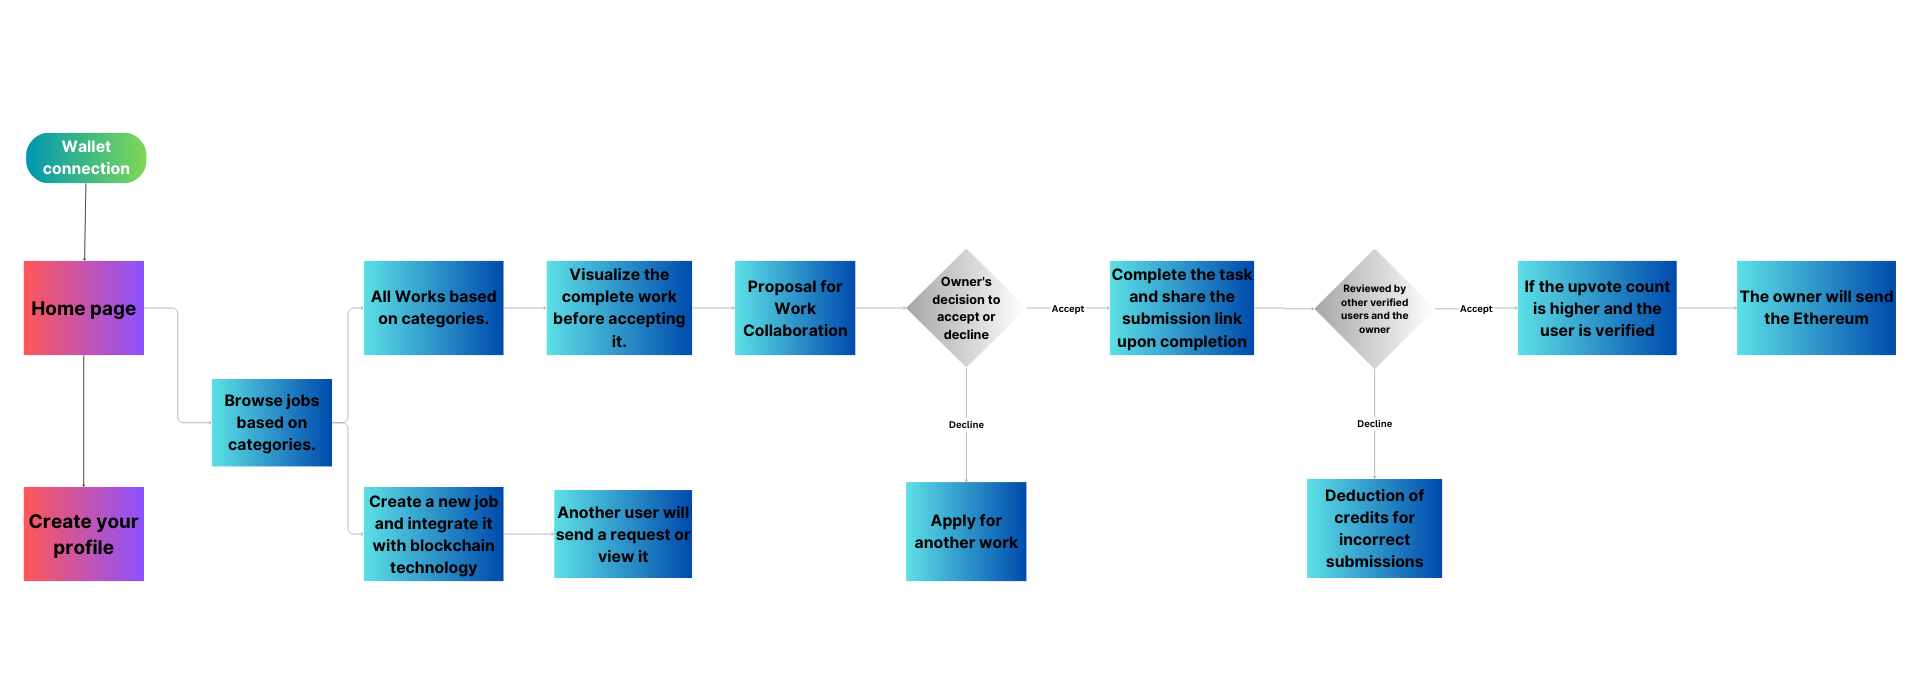 Wallet
connection
Home page
Create your
profile
Browse jobs
based on
categories.
All Works based
on categories.
Visualize the
complete work
before accepting
it.
Proposal for
Work
Collaboration
Owner's
decision to
accept or
decline
Accept
Decline
Apply for
another work
Complete the task
and share the
submission link
upon completion
Reviewed by
other verified
users and the
owner
Accept
Decline
Deduction of
credits for
incorrect
submissions
If the upvote count
is higher and the
user is verified
The owner will send
the Ethereum
Create a new job
and integrate it
with blockchain
technology
Another user will
send a request or
view it